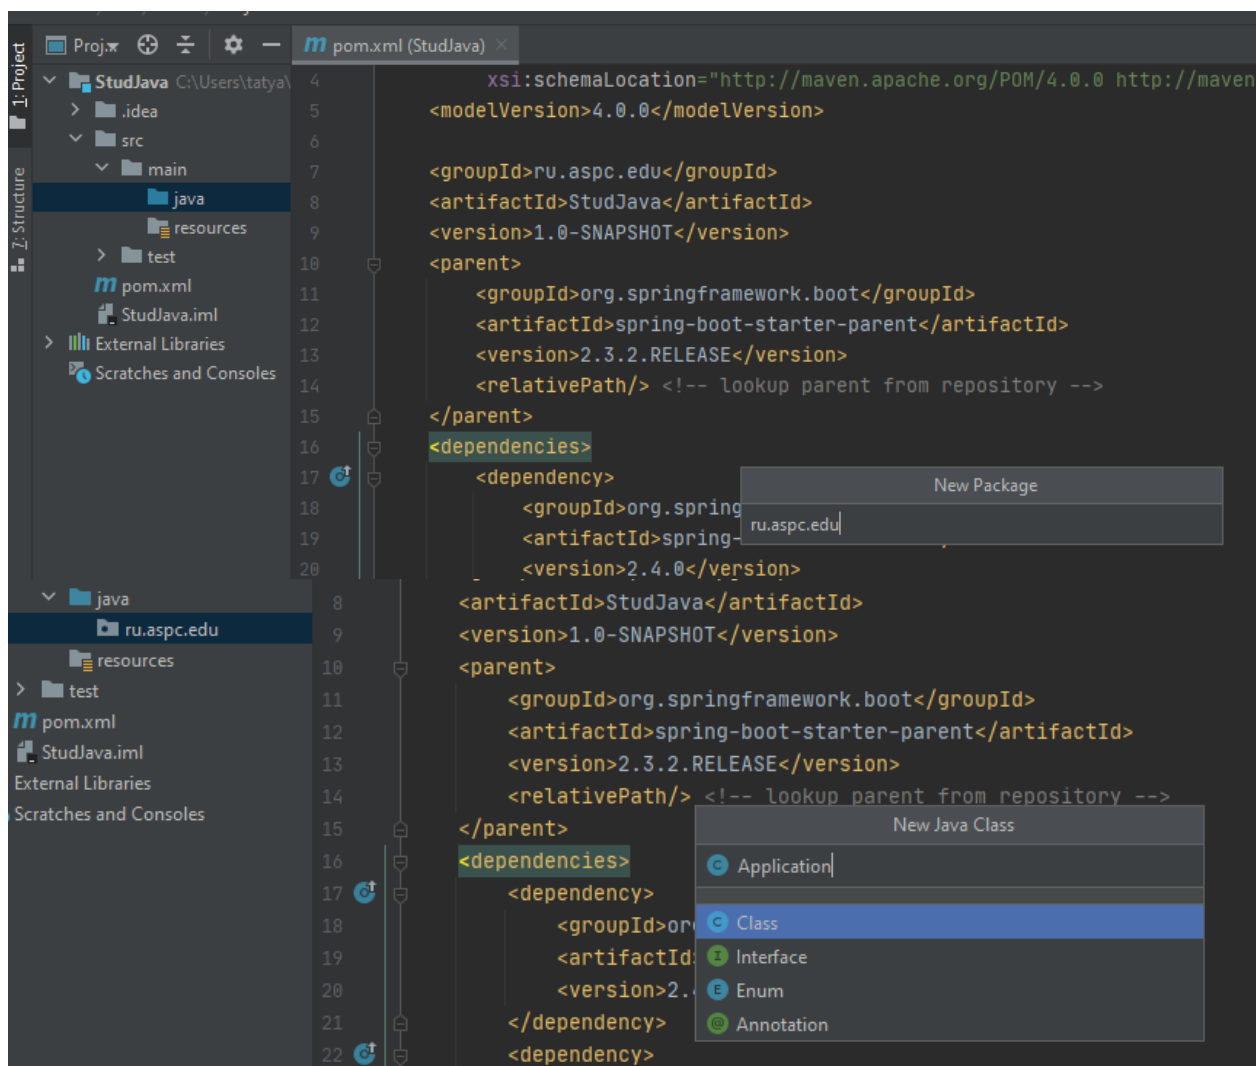 1: Project
7: Structure
Proj...
StudJava C:\Users\tatya\
.idea
src
main
java
resources
test
pom.xml
StudJava.iml
External Libraries
Scratches and Consoles
pom.xml (StudJava)
4 xsi:schemaLocation="http://maven.apache.org/POM/4.0.0 http://maven
5 <modelVersion>4.0.0</modelVersion>
6
7 <groupId>ru.aspc.edu</groupId>
8 <artifactId>StudJava</artifactId>
9 <version>1.0-SNAPSHOT</version>
10 <parent>
11 <groupId>org.springframework.boot</groupId>
12 <artifactId>spring-boot-starter-parent</artifactId>
13 <version>2.3.2.RELEASE</version>
14 <relativePath/> <!-- lookup parent from repository -->
15 </parent>
16 <dependencies>
17 <dependency>
18 <groupId>org.spring
19 <artifactId>spring-
20 <version>2.4.0</version>
New Package
ru.aspc.edu
java
ru.aspc.edu
resources
test
pom.xml
StudJava.iml
External Libraries
Scratches and Consoles
8 <artifactId>StudJava</artifactId>
9 <version>1.0-SNAPSHOT</version>
10 <parent>
11 <groupId>org.springframework.boot</groupId>
12 <artifactId>spring-boot-starter-parent</artifactId>
13 <version>2.3.2.RELEASE</version>
14 <relativePath/> <!-- lookup parent from repository -->
15 </parent>
16 <dependencies>
17 <dependency>
18 <groupId>or
19 <artifactId
20 <version>2.
21 </dependency>
22 <dependency>
New Java Class
Application
Class
Interface
Enum
Annotation